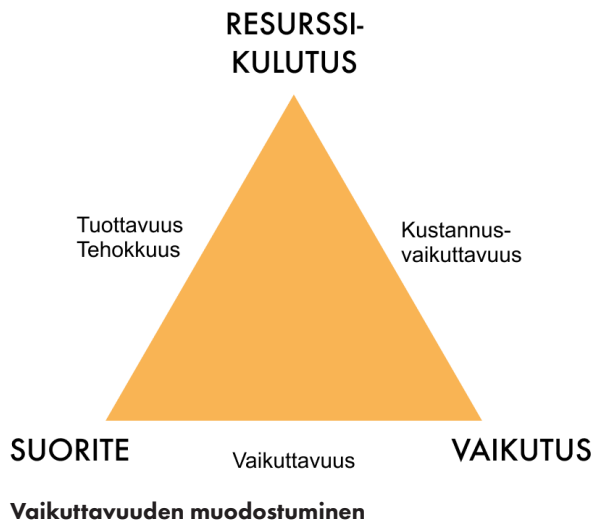 RESURSSI-
KULUTUS
Tuottavuus
Tehokkuus
Kustannus-
vaikuttavuus
SUORITE
Vaikuttavuus
VAIKUTUS
Vaikuttavuuden muodostuminen